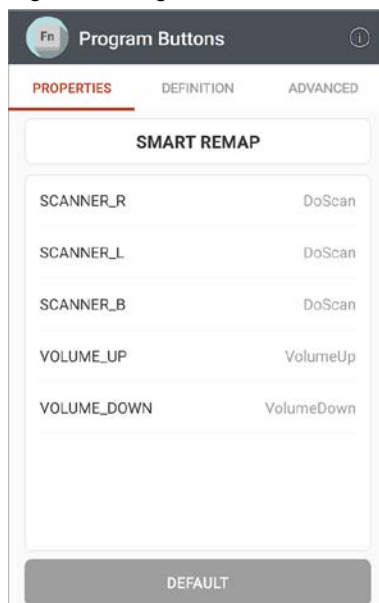 Fn Program Buttons
PROPERTIES DEFINITION ADVANCED
SMART REMAP
SCANNER_R DoScan
SCANNER_L DoScan
SCANNER_B DoScan
VOLUME_UP VolumeUp
VOLUME_DOWN VolumeDown
DEFAULT